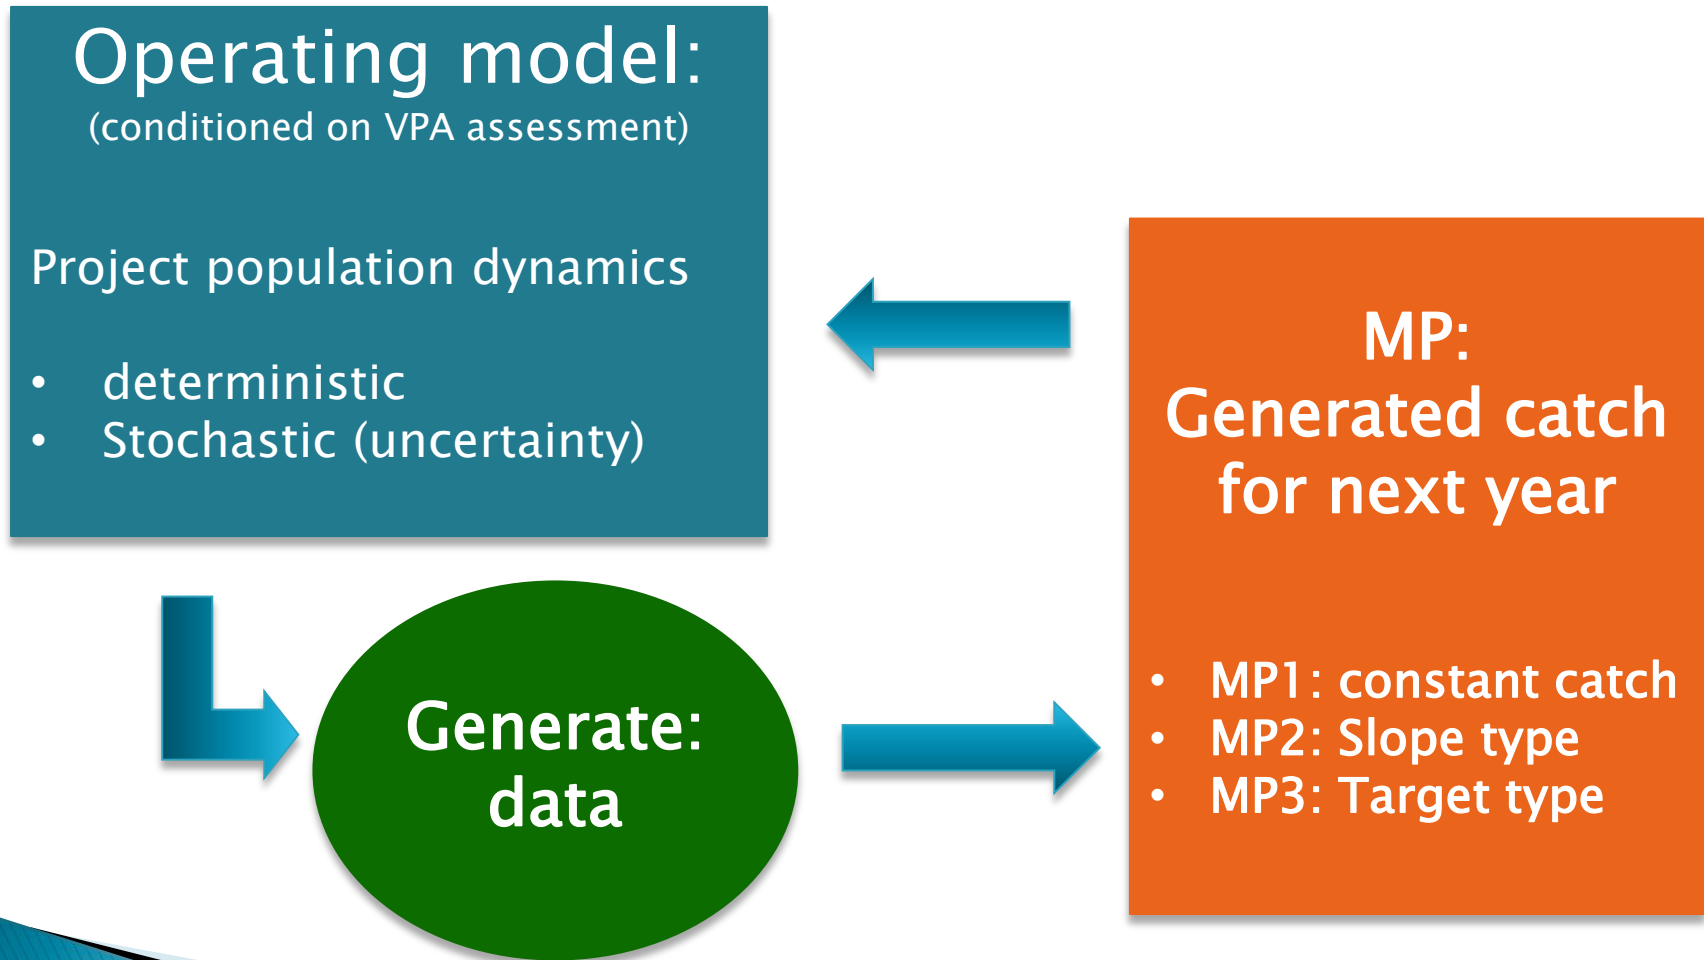 Operating model:
(conditioned on VPA assessment)
Project population dynamics
• deterministic
• Stochastic (uncertainty)
MP:
Generated catch
for next year
• MP1: constant catch
• MP2: Slope type
• MP3: Target type
Generate:
data